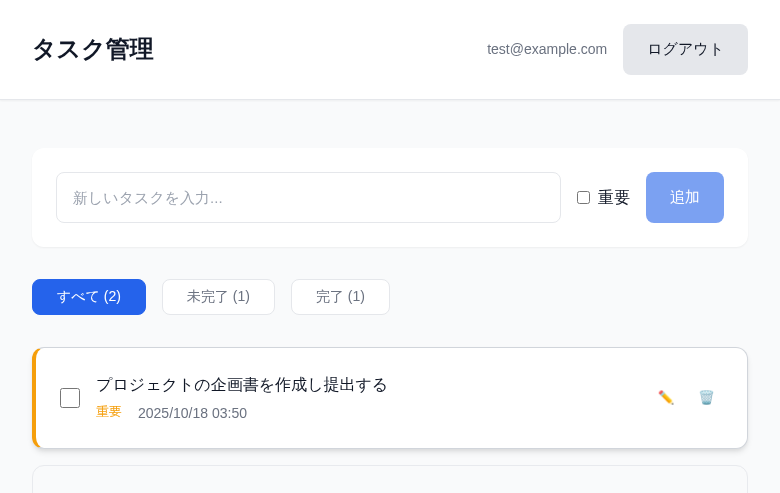 タスク管理
test@example.com
ログアウト
新しいタスクを入力...
重要
追加
すべて (2)
未完了 (1)
完了 (1)
プロジェクトの企画書を作成し提出する
重要 2025/10/18 03:50